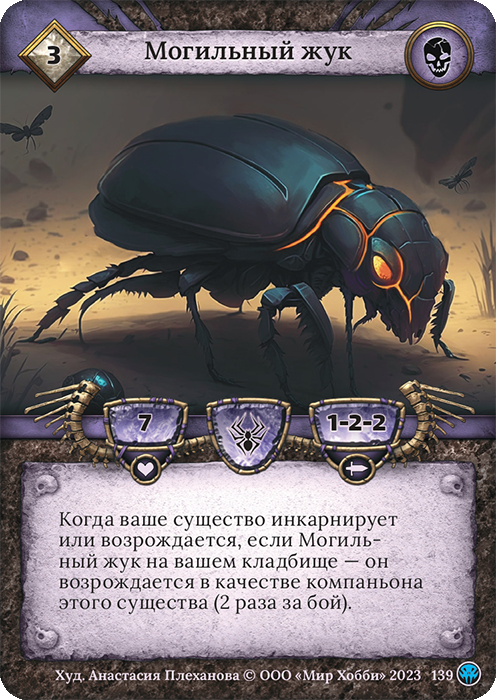 3
Могильный жук
7
1-2-2
Когда ваше существо инкарнирует
или возрождается, если Могиль-
ный жук на вашем кладбище — он
возрождается в качестве компаньона
этого существа (2 раза за бой).
Худ. Анастасия Плеханова © ООО «Мир Хобби» 2023 139